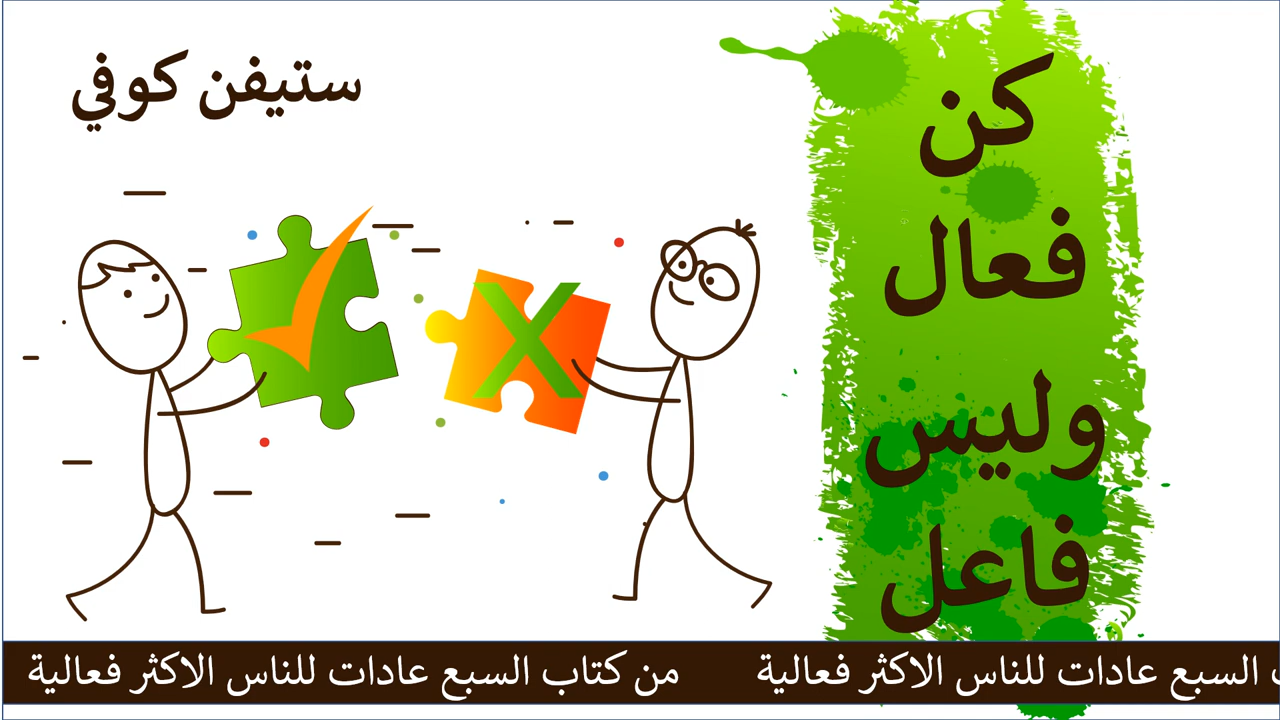 ستيفن كوفي
كن
فعال
وليس
فاعل
السبع عادات للناس الاكثر فعالية
من كتاب السبع عادات للناس الاكثر فعالية
X